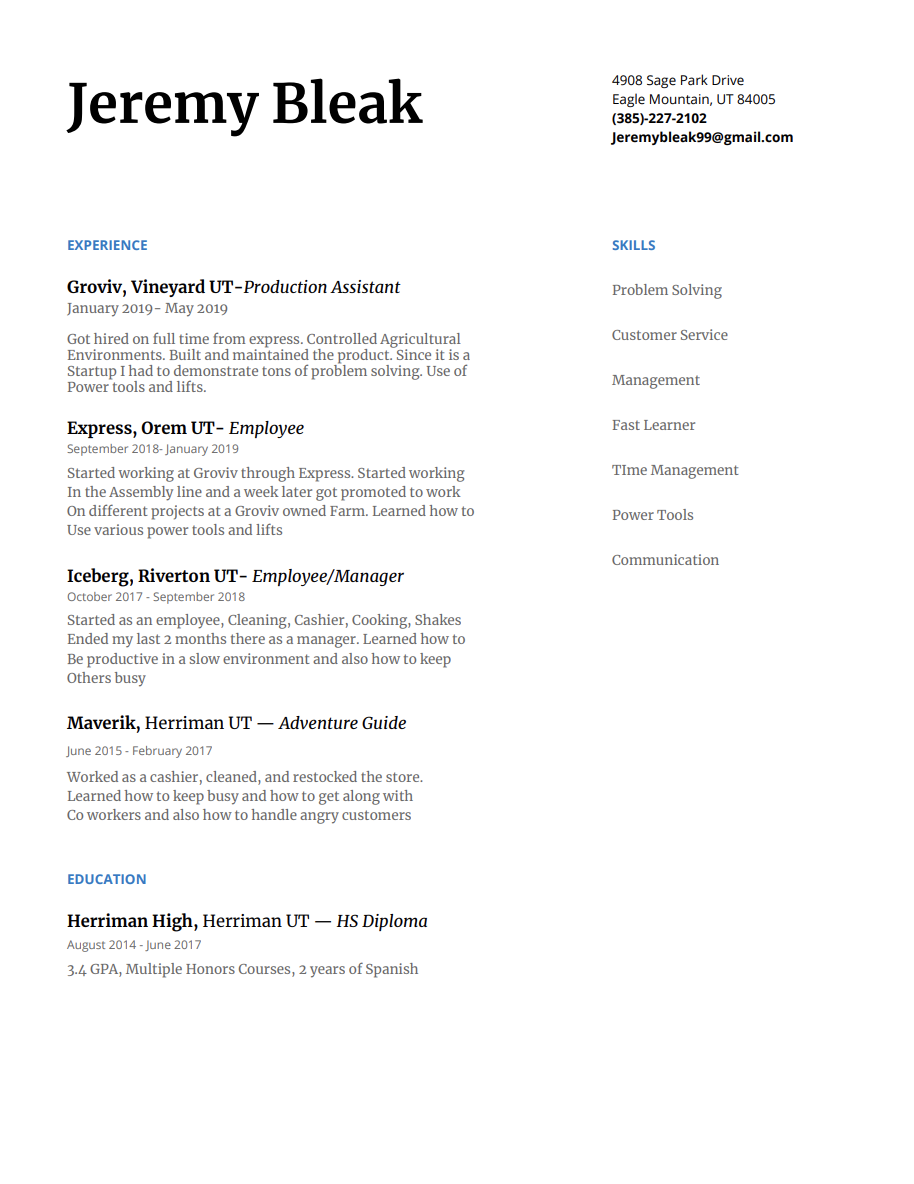 Jeremy Bleak
4908 Sage Park Drive
Eagle Mountain, UT 84005
(385)-227-2102
Jeremybleak99@gmail.com
EXPERIENCE
Groviv, Vineyard UT-Production Assistant
January 2019- May 2019
Got hired on full time from express. Controlled Agricultural
Environments. Built and maintained the product. Since it is a
Startup I had to demonstrate tons of problem solving. Use of
Power tools and lifts.
Express, Orem UT- Employee
September 2018- January 2019
Started working at Groviv through Express. Started working
In the Assembly line and a week later got promoted to work
On different projects at a Groviv owned Farm. Learned how to
Use various power tools and lifts
Iceberg, Riverton UT- Employee/Manager
October 2017 - September 2018
Started as an employee, Cleaning, Cashier, Cooking, Shakes
Ended my last 2 months there as a manager. Learned how to
Be productive in a slow environment and also how to keep
Others busy
Maverik, Herriman UT — Adventure Guide
June 2015 - February 2017
Worked as a cashier, cleaned, and restocked the store.
Learned how to keep busy and how to get along with
Co workers and also how to handle angry customers
EDUCATION
Herriman High, Herriman UT — HS Diploma
August 2014 - June 2017
3.4 GPA, Multiple Honors Courses, 2 years of Spanish
SKILLS
Problem Solving
Customer Service
Management
Fast Learner
TIme Management
Power Tools
Communication